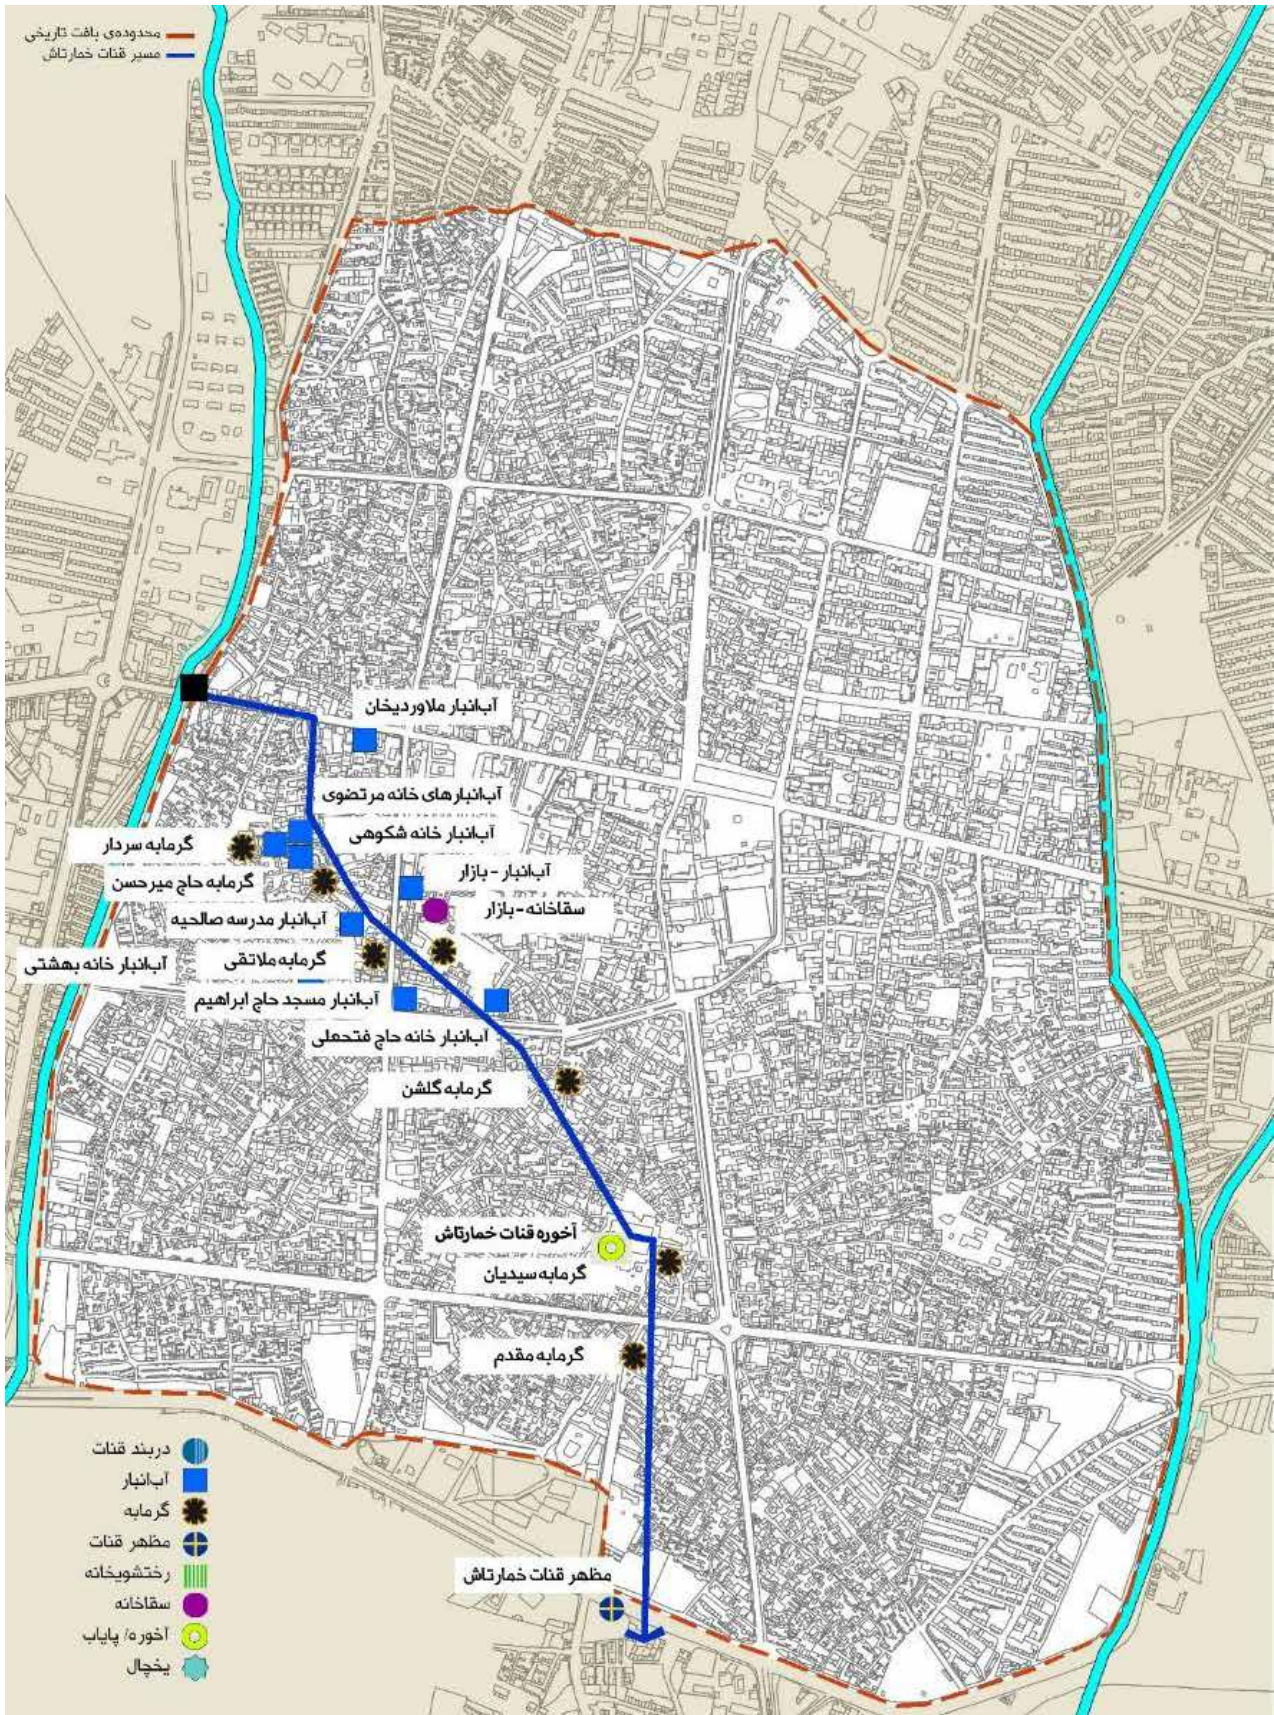 محدوده‌ی بافت تاریخی
مسیر قنات خمارتاش
آب‌انبار ملاوردیخان
آب‌انبارهای خانه مرتضوی
آب‌انبار خانه شکوهی
گرمابه سردار
آب‌انبار - بازار
گرمابه حاج میرحسن
سقاخانه-بازار
آب‌انبار مدرسه صالحیه
گرمابه ملاتقی
آب‌انبار خانه بهشتی
آب‌انبار مسجد حاج ابراهیم
آب‌انبار خانه حاج فتحعلی
گرمابه گلشن
آخوره قنات خمارتاش
گرمابه سیدیان
گرمابه مقدم
مظهر قنات خمارتاش
دربند قنات
آب‌انبار
گرمابه
مظهر قنات
رختشویخانه
سقاخانه
آخوره/ پایاب
یخچال